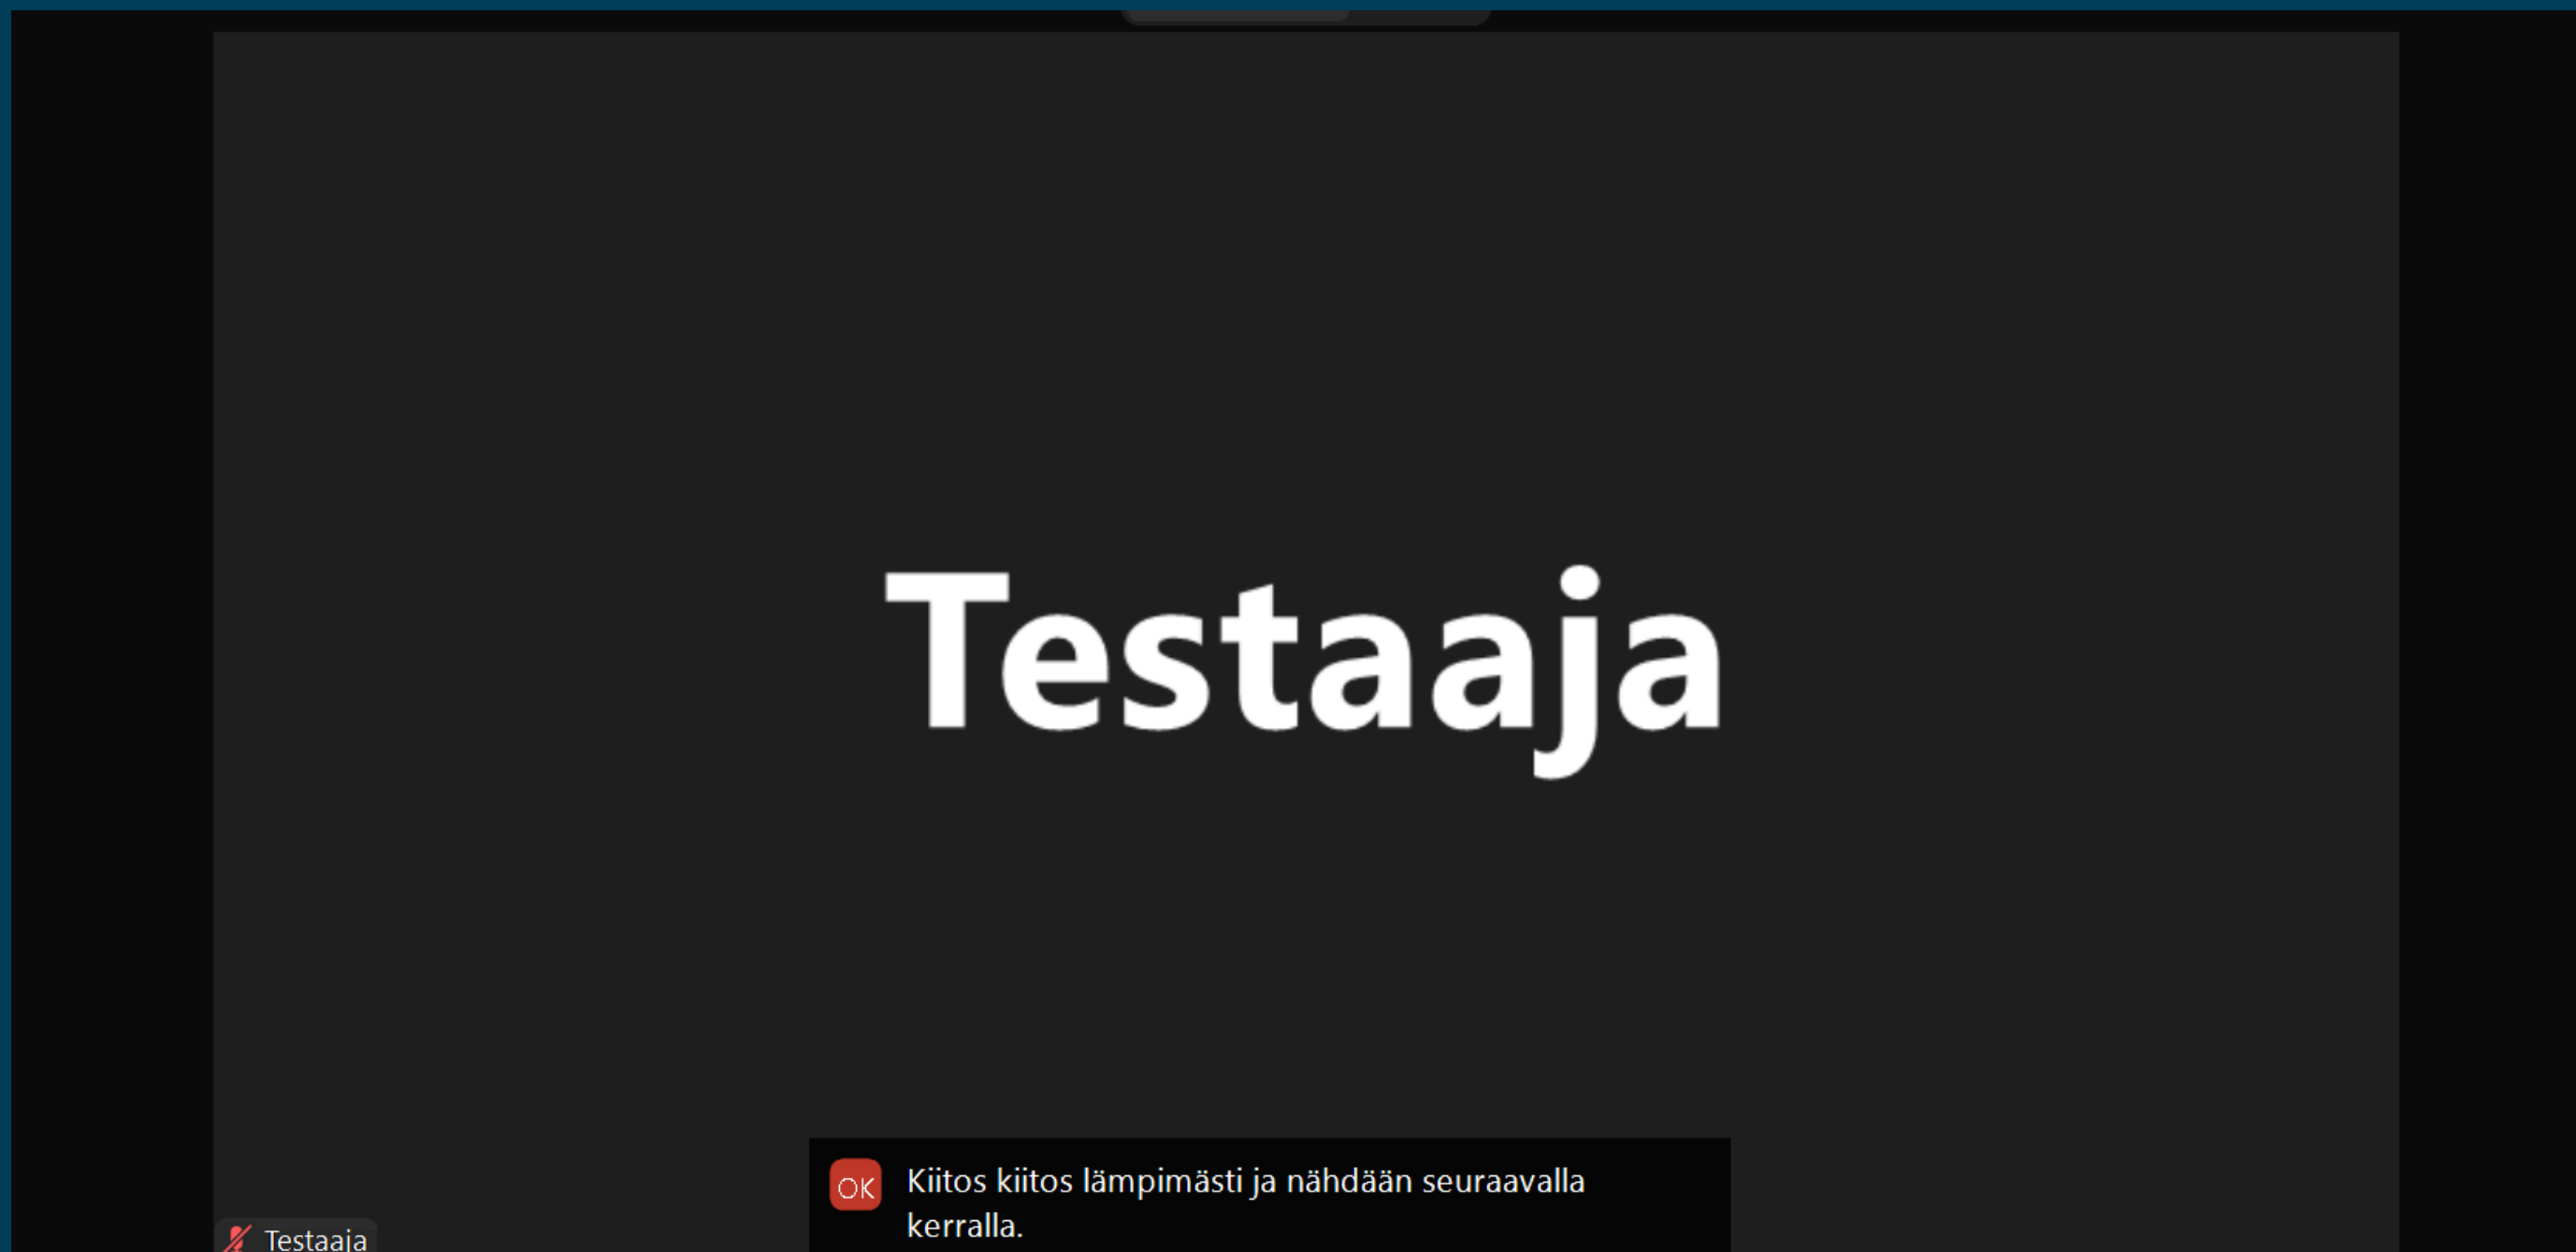 Testaaja
OK
Kiitos kiitos lämpimästi ja nähdään seuraavalla
kerralla.
Testaaja